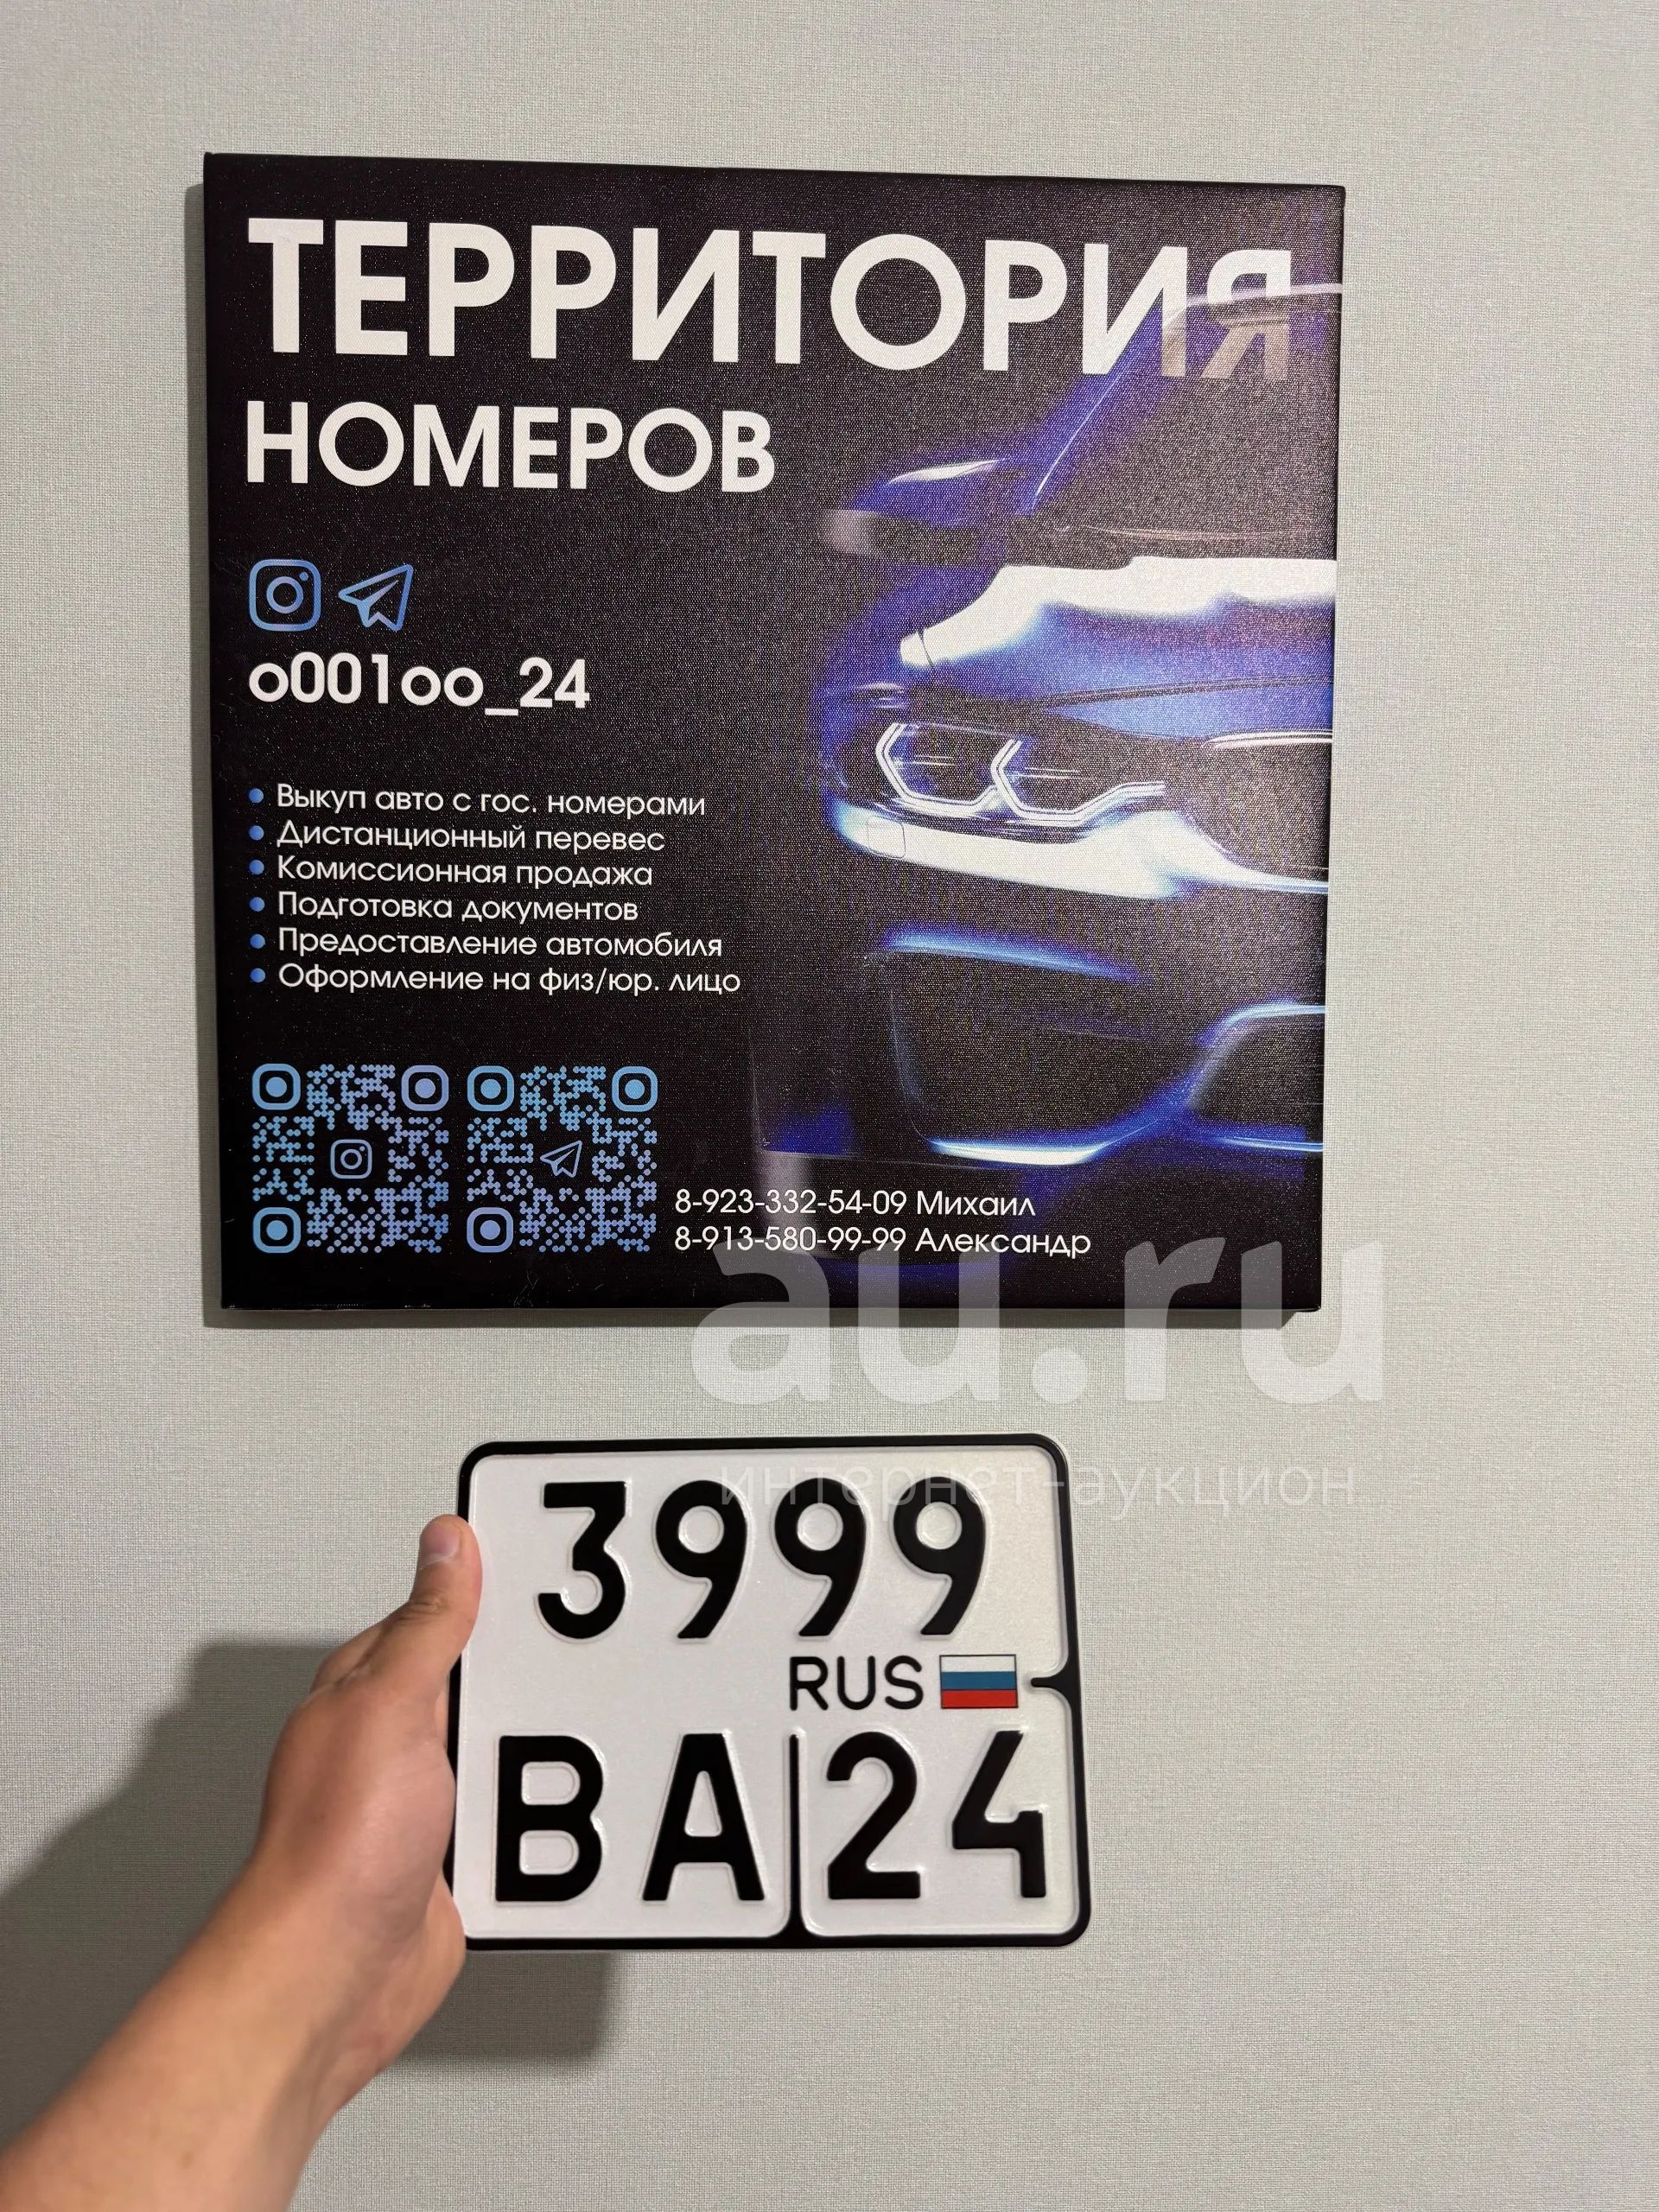 ТЕРРИТОРИЯ
НОМЕРОВ
o001oo_24
Выкуп авто с гос. номерами
Дистанционный перевес
Комиссионная продажа
Подготовка документов
Предоставление автомобиля
Оформление на физ/юр. лицо
8-923-332-54-09 Михаил
8-913-580-99-99 Александр
au.ru
интернет-аукцион
3999
RUS
ВА 24